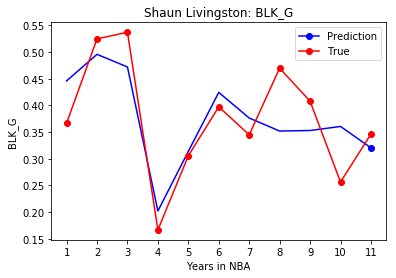 Shaun Livingston: BLK_G
Prediction
True
BLK_G
0.55
0.50
0.45
0.40
0.35
0.30
0.25
0.20
0.15
1 2 3 4 5 6 7 8 9 10 11
Years in NBA